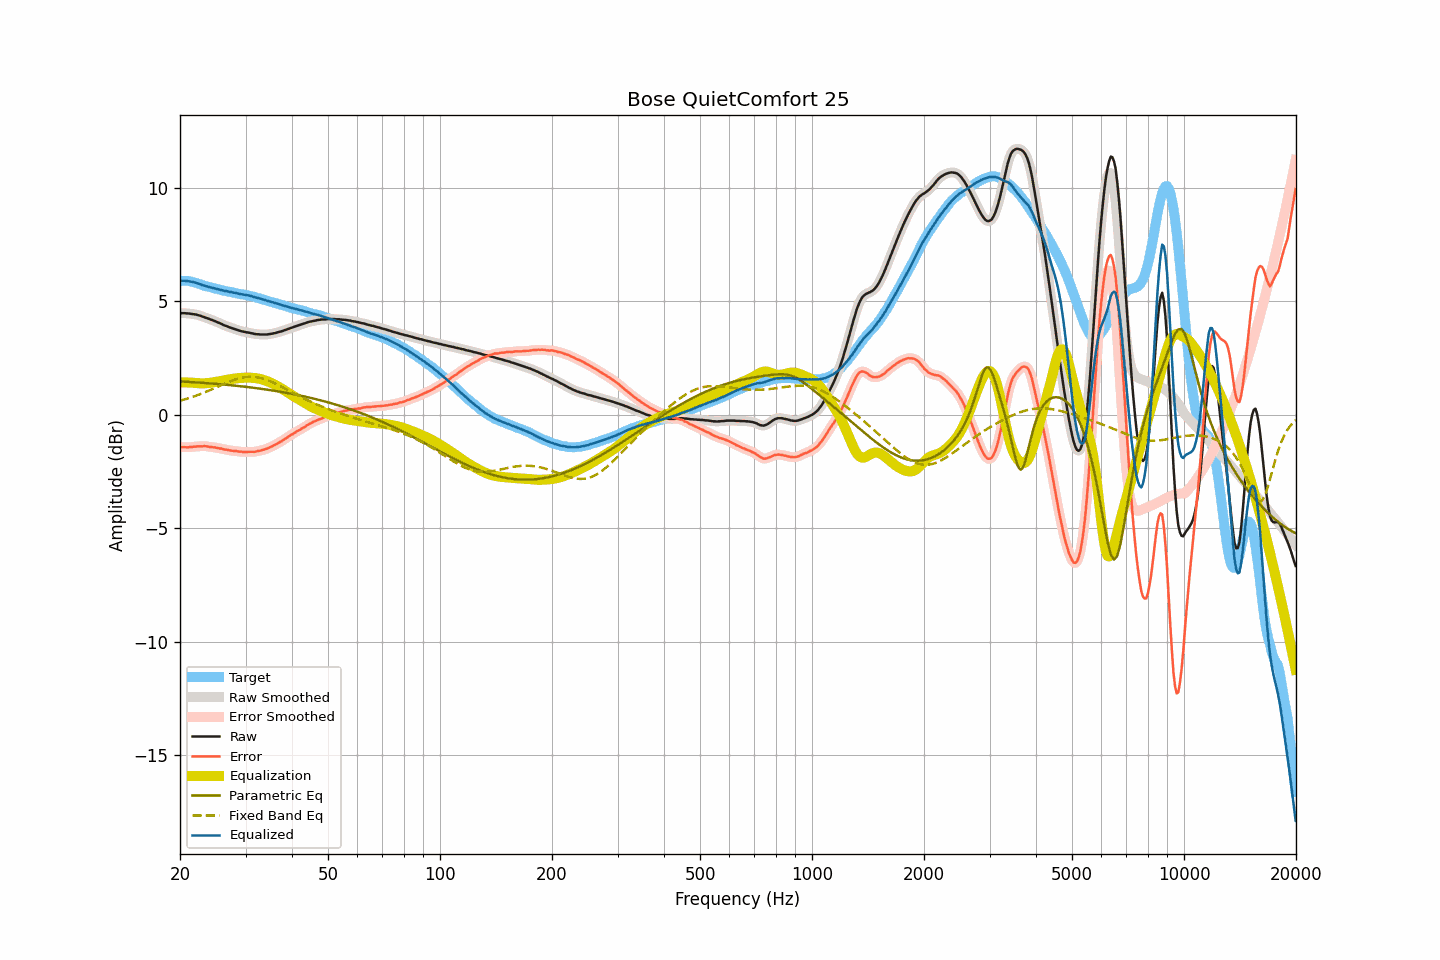 Bose QuietComfort 25
Amplitude (dBr)
10
5
0
−5
−10
−15
Target
Raw Smoothed
Error Smoothed
Raw
Error
Equalization
Parametric Eq
Fixed Band Eq
Equalized
20 50 100 200 500 1000 2000 5000 10000 20000
Frequency (Hz)